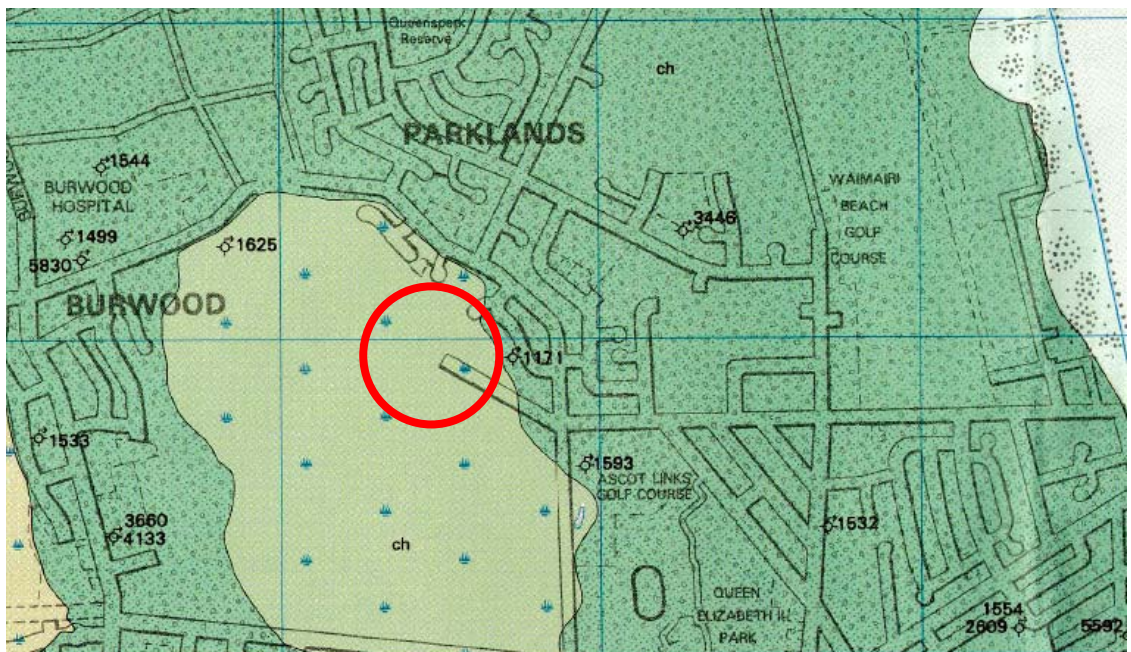 Queenspark
Reserve
ch
PARKLANDS
1544
BURWOOD
HOSPITAL
WAIMAIRI
BEACH
GOLF
COURSE
3446
1499
1625
5830
BURWOOD
1171
1533
1593
ASCOT LINKS
GOLF COURSE
3660
4133
1532
ch
QUEEN
ELIZABETH II
PARK
1554
2609
5592